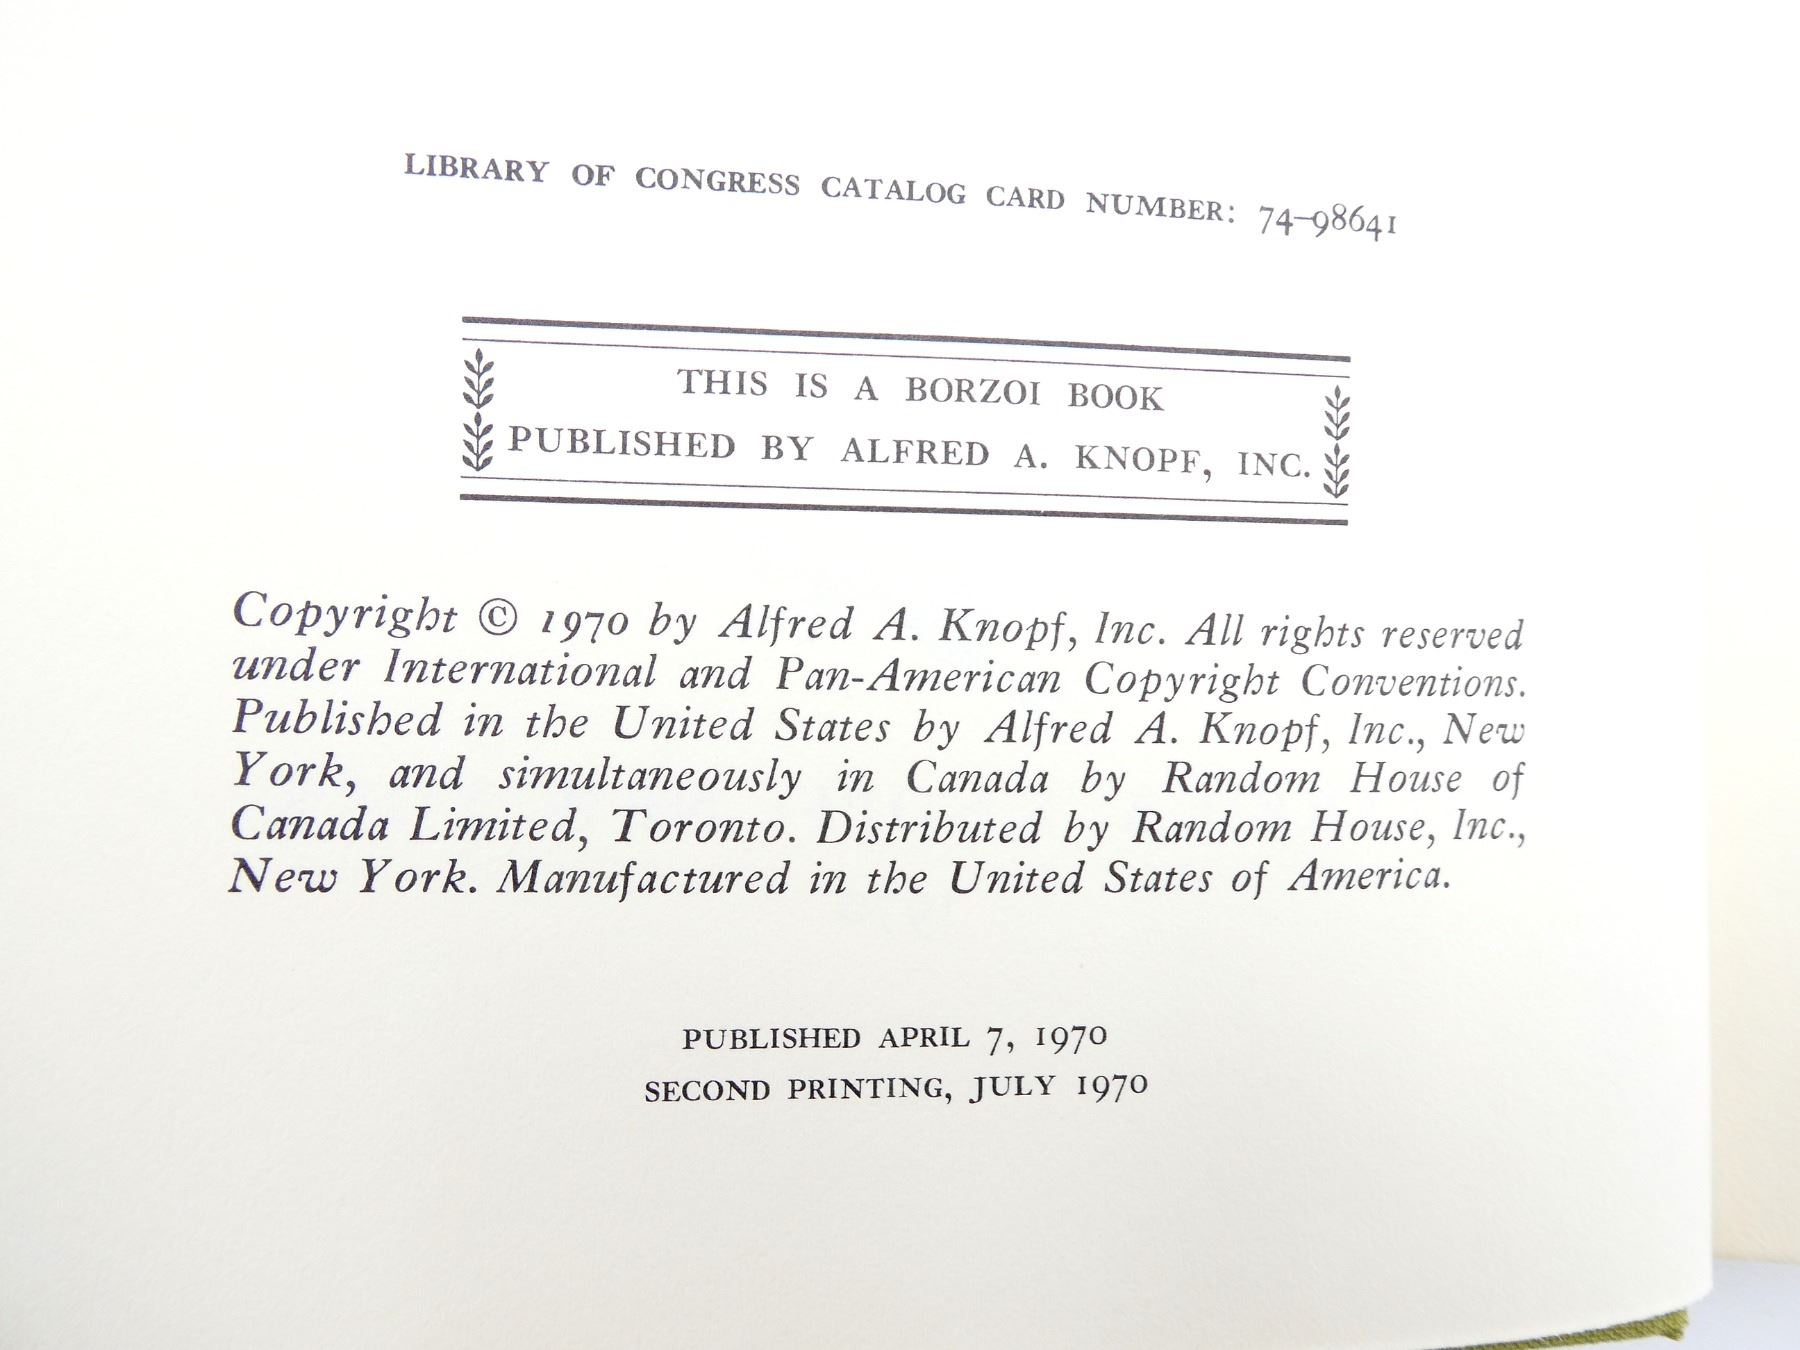 LIBRARY OF CONGRESS CATALOG CARD NUMBER: 74–98641
THIS IS A BORZOI BOOK
PUBLISHED BY ALFRED A. KNOPF, INC.
Copyright © 1970 by Alfred A. Knopf, Inc. All rights reserved
under International and Pan-American Copyright Conventions.
Published in the United States by Alfred A. Knopf, Inc., New
York, and simultaneously in Canada by Random House of
Canada Limited, Toronto. Distributed by Random House, Inc.,
New York. Manufactured in the United States of America.
PUBLISHED APRIL 7, 1970
SECOND PRINTING, JULY 1970